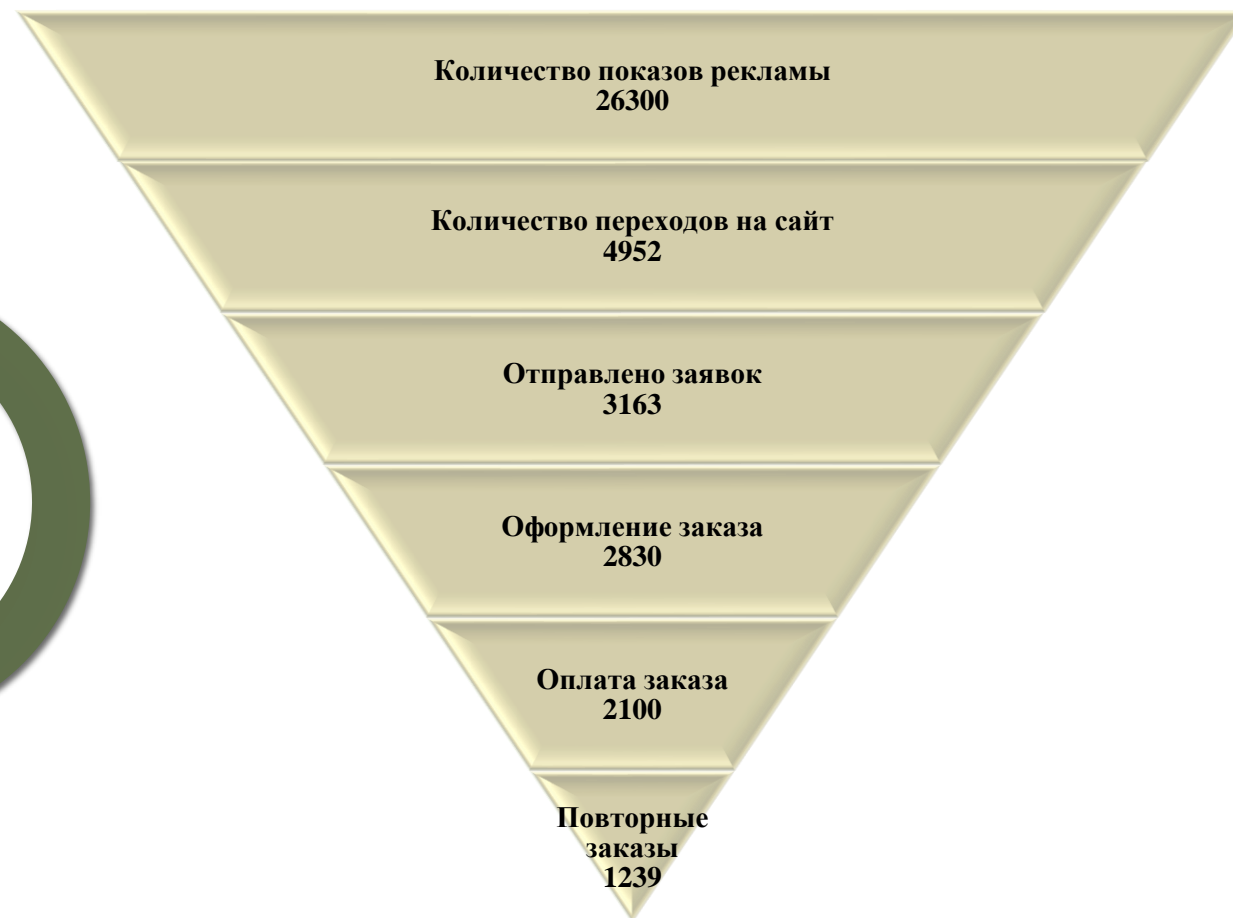 Количество показов рекламы
26300
Количество переходов на сайт
4952
Отправлено заявок
3163
Оформление заказа
2830
Оплата заказа
2100
Повторные
заказы
1239